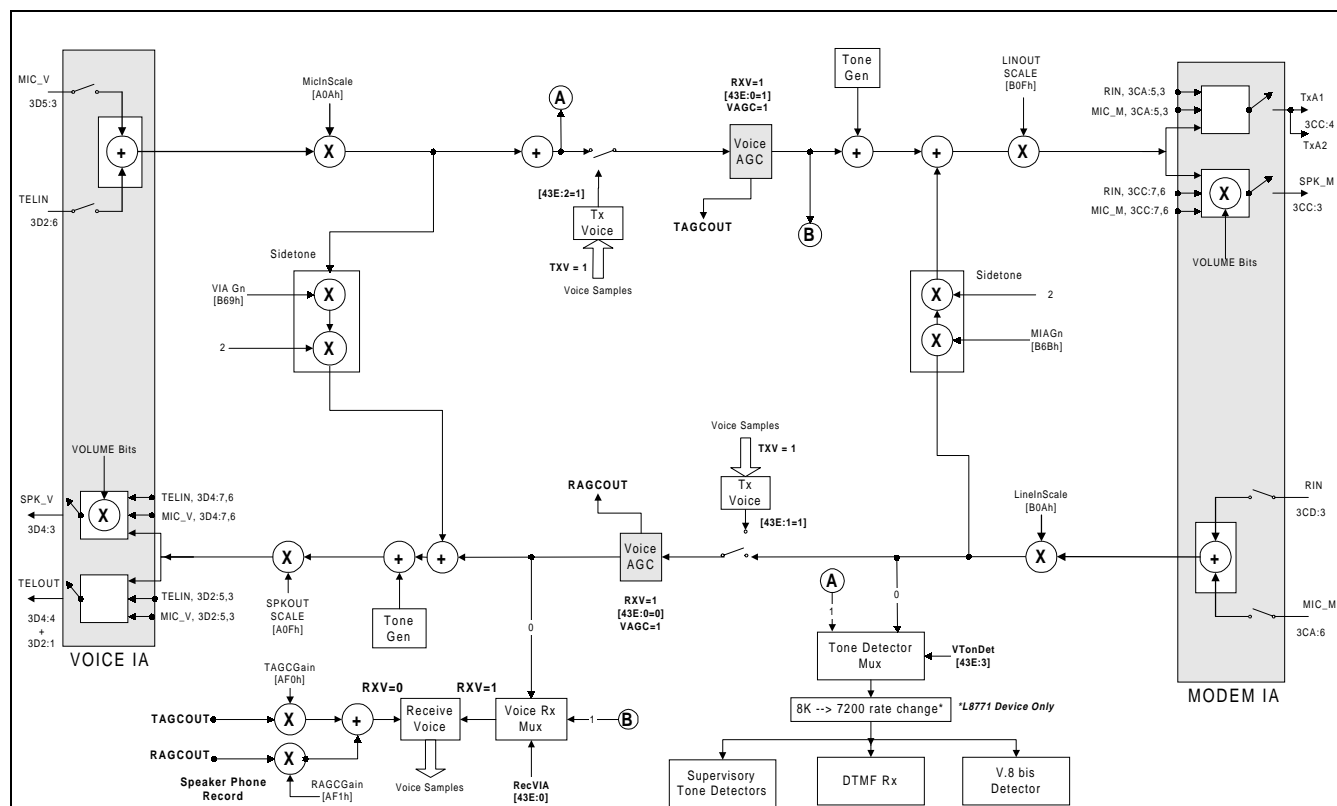 MIC_V
3D5:3
TELIN
3D2:6
MicInScale
[A0Ah]
A
RXV=1
[43E:0=1]
VAGC=1
Tone
Gen
LINOUT
SCALE
[B0Fh]
RIN, 3CA:5,3
MIC_M, 3CA:5,3
TxA1
3CC:4
TxA2
+
X
+
Voice
AGC
+
+
X
[43E:2=1]
Tx
Voice
TXV = 1
Voice Samples
TAGCOUT
B
RIN, 3CC:7,6
MIC_M, 3CC:7,6
X
SPK_M
3CC:3
VOLUME Bits
Sidetone
VIA Gn
[B69h]
X
2
X
Sidetone
X
2
X
MIAGn
[B6Bh]
VOLUME Bits
SPK_V
3D4:3
X
TELIN, 3D4:7,6
MIC_V, 3D4:7,6
TELOUT
3D4:4
+
3D2:1
TELIN, 3D2:5,3
MIC_V, 3D2:5,3
VOICE IA
X
SPKOUT
SCALE
[A0Fh]
+
+
Tone
Gen
RAGCOUT
Voice
AGC
RXV=1
[43E:0=0]
VAGC=1
Voice Samples
TXV = 1
Tx
Voice
[43E:1=1]
LineInScale
[B0Ah]
X
RIN
3CD:3
+
MIC_M
3CA:6
MODEM IA
A
1
0
0
Tone Detector
Mux
VTonDet
[43E:3]
8K --> 7200 rate change*
*L8771 Device Only
Supervisory
Tone Detectors
DTMF Rx
V.8 bis
Detector
TAGCGain
[AF0h]
TAGCOUT
X
+
RXV=0
Receive
Voice
RXV=1
Voice Rx
Mux
1
B
RAGCOUT
X
Speaker Phone
Record
RAGCGain
[AF1h]
Voice Samples
RecVIA
[43E:0]